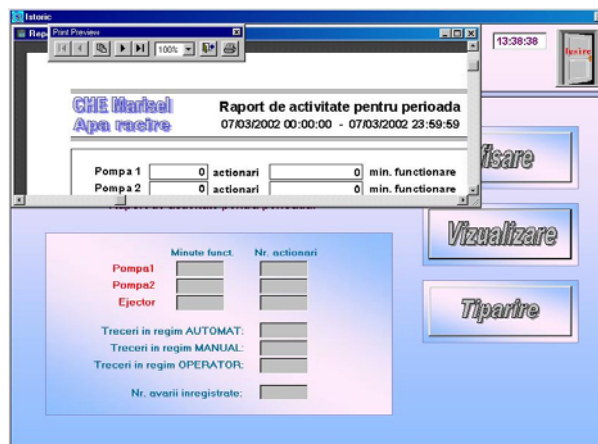 Istoric
Print Preview
100%
13:38:38
CHE Marisel
Apa racire
Raport de activitate pentru perioada
07/03/2002 00:00:00 - 07/03/2002 23:59:59
Pompa 1 0 actionari 0 min. functionare
Pompa 2 0 actionari 0 min. functionare
Vizualizare
Tiparire
Minute funct. Nr. actionari
Pompa1
Pompa2
Ejector
Treceri in regim AUTOMAT:
Treceri in regim MANUAL:
Treceri in regim OPERATOR:
Nr. avarii inregistrate: